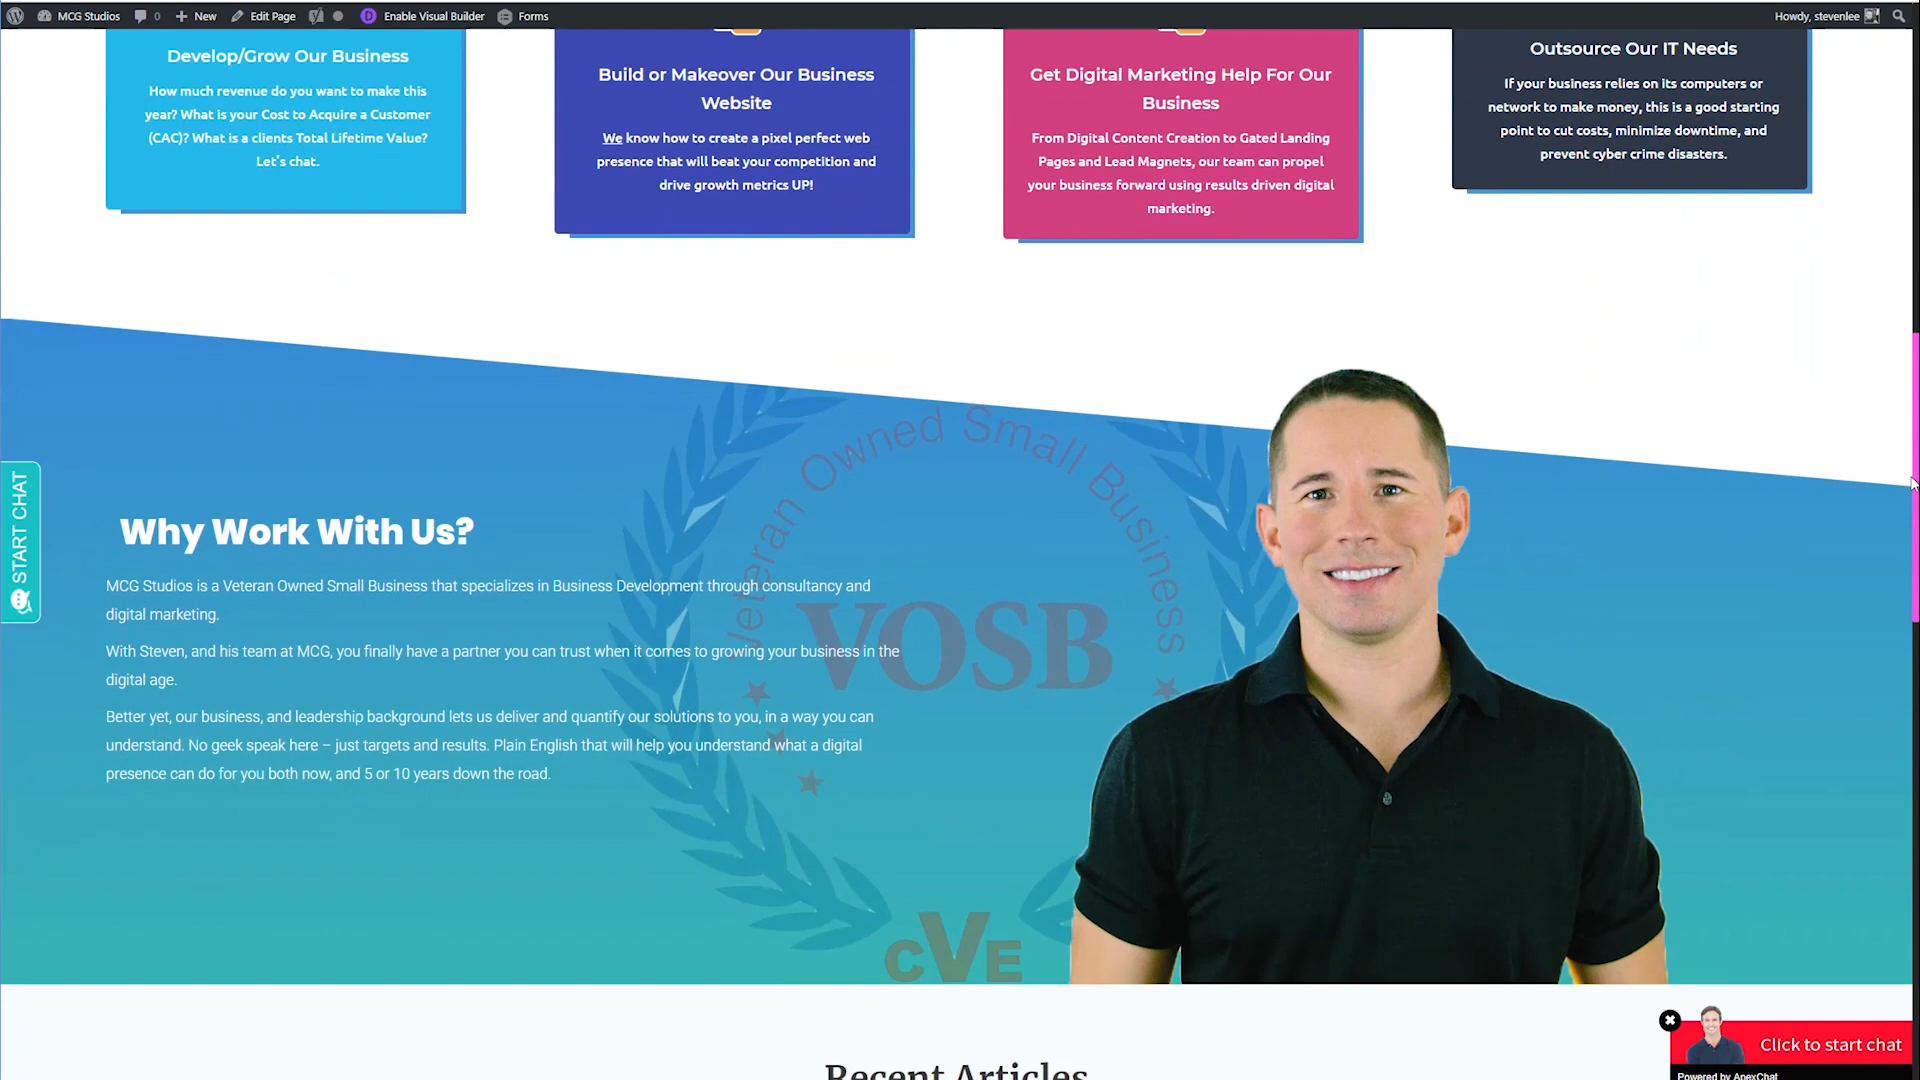 MCG Studios 0 New Edit Page Enable Visual Builder Forms Howdy, stevenlee
Develop/Grow Our Business
How much revenue do you want to make this
year? What is your Cost to Acquire a Customer
(CAC)? What is a clients Total Lifetime Value?
Let's chat.
Build or Makeover Our Business
Website
We know how to create a pixel perfect web
presence that will beat your competition and
drive growth metrics UP!
Get Digital Marketing Help For Our
Business
From Digital Content Creation to Gated Landing
Pages and Lead Magnets, our team can propel
your business forward using results driven digital
marketing.
Outsource Our IT Needs
If your business relies on its computers or
network to make money, this is a good starting
point to cut costs, minimize downtime, and
prevent cyber crime disasters.
START CHAT
Why Work With Us?
MCG Studios is a Veteran Owned Small Business that specializes in Business Development through consultancy and
digital marketing.
With Steven, and his team at MCG, you finally have a partner you can trust when it comes to growing your business in the
digital age.
Better yet, our business, and leadership background lets us deliver and quantify our solutions to you, in a way you can
understand. No geek speak here – just targets and results. Plain English that will help you understand what a digital
presence can do for you both now, and 5 or 10 years down the road.
Veteran Owned Small Business
VOSB
CVE
Recent Articles
Click to start chat
Powered by ApexChat